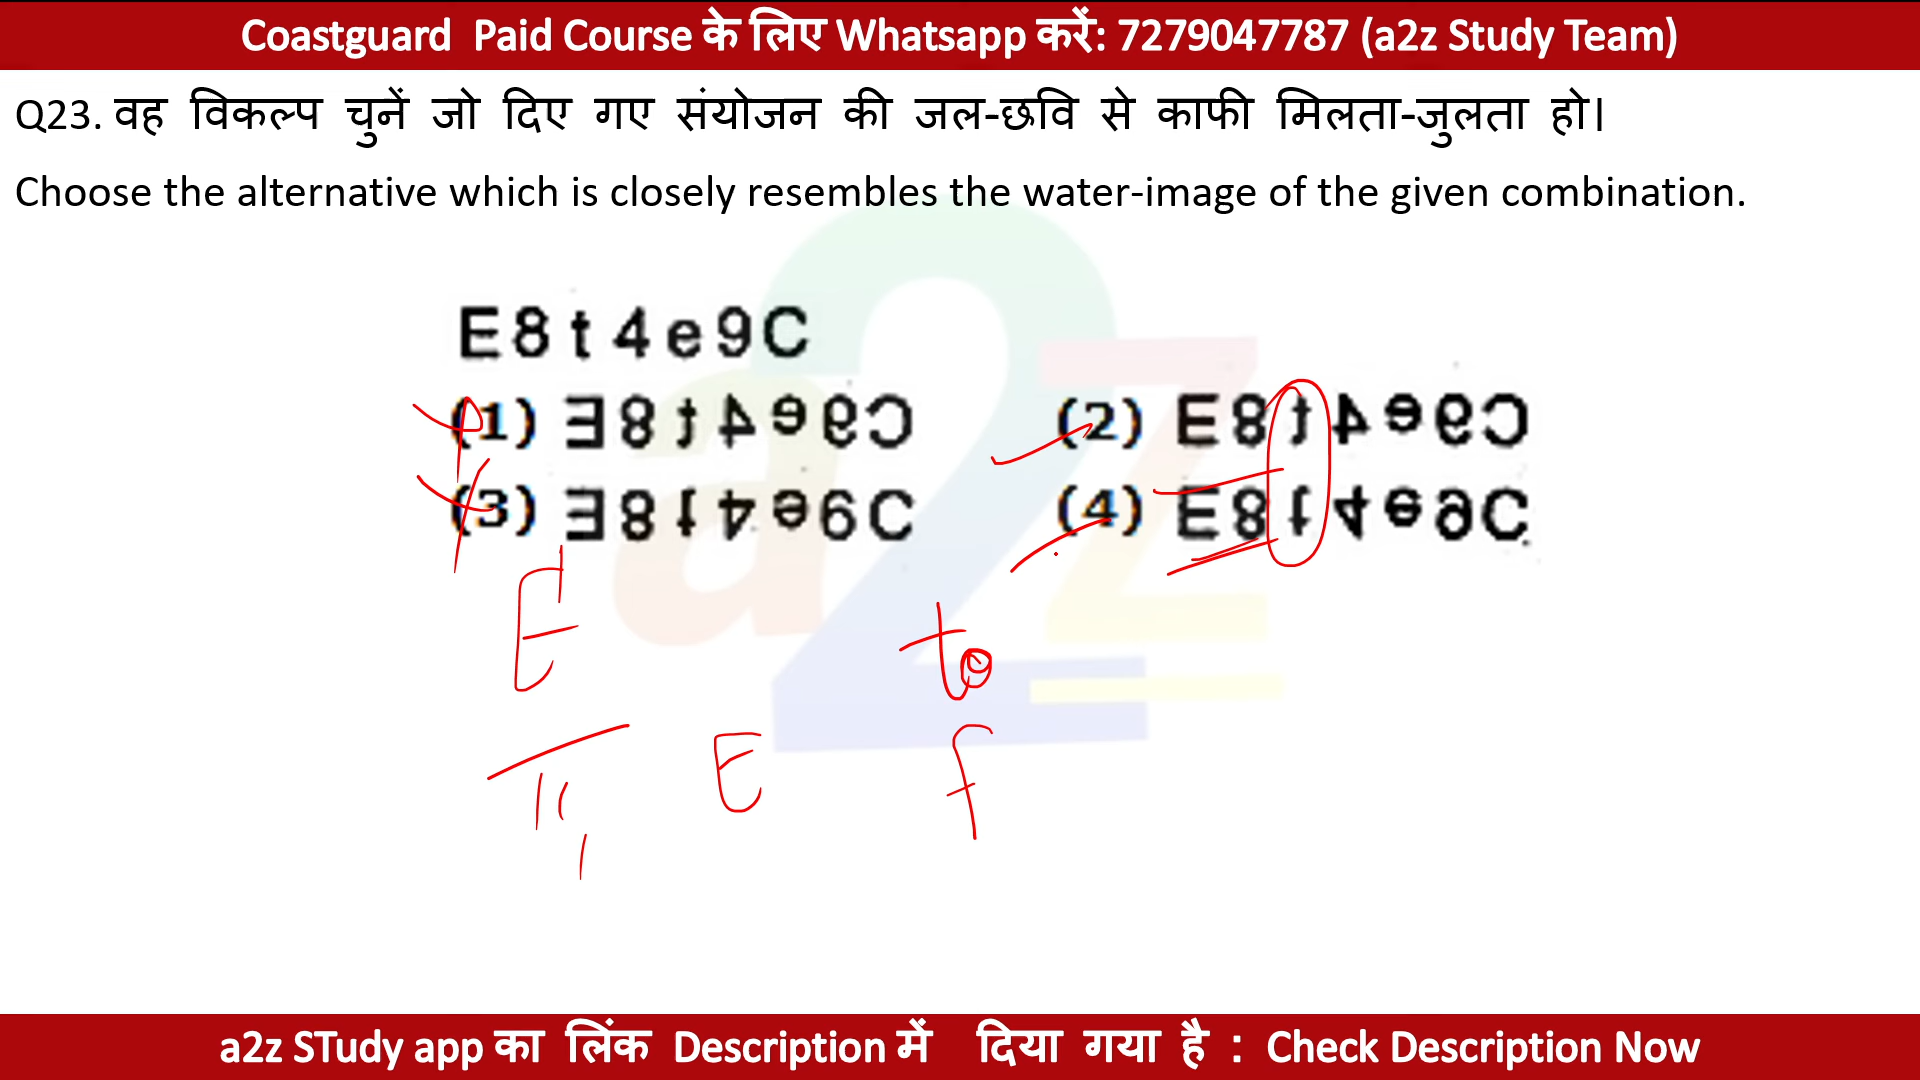 Coastguard Paid Course के लिए Whatsapp करें: 7279047787 (a2z Study Team)
Q23. वह विकल्प चुनें जो दिए गए संयोजन की जल-छवि से काफी मिलता-जुलता हो।
Choose the alternative which is closely resembles the water-image of the given combination.
E8t4e9C
(1)
(2)
(3)
(4)
E
to
E
f
a2z STudy app का लिंक Description में दिया गया है : Check Description Now